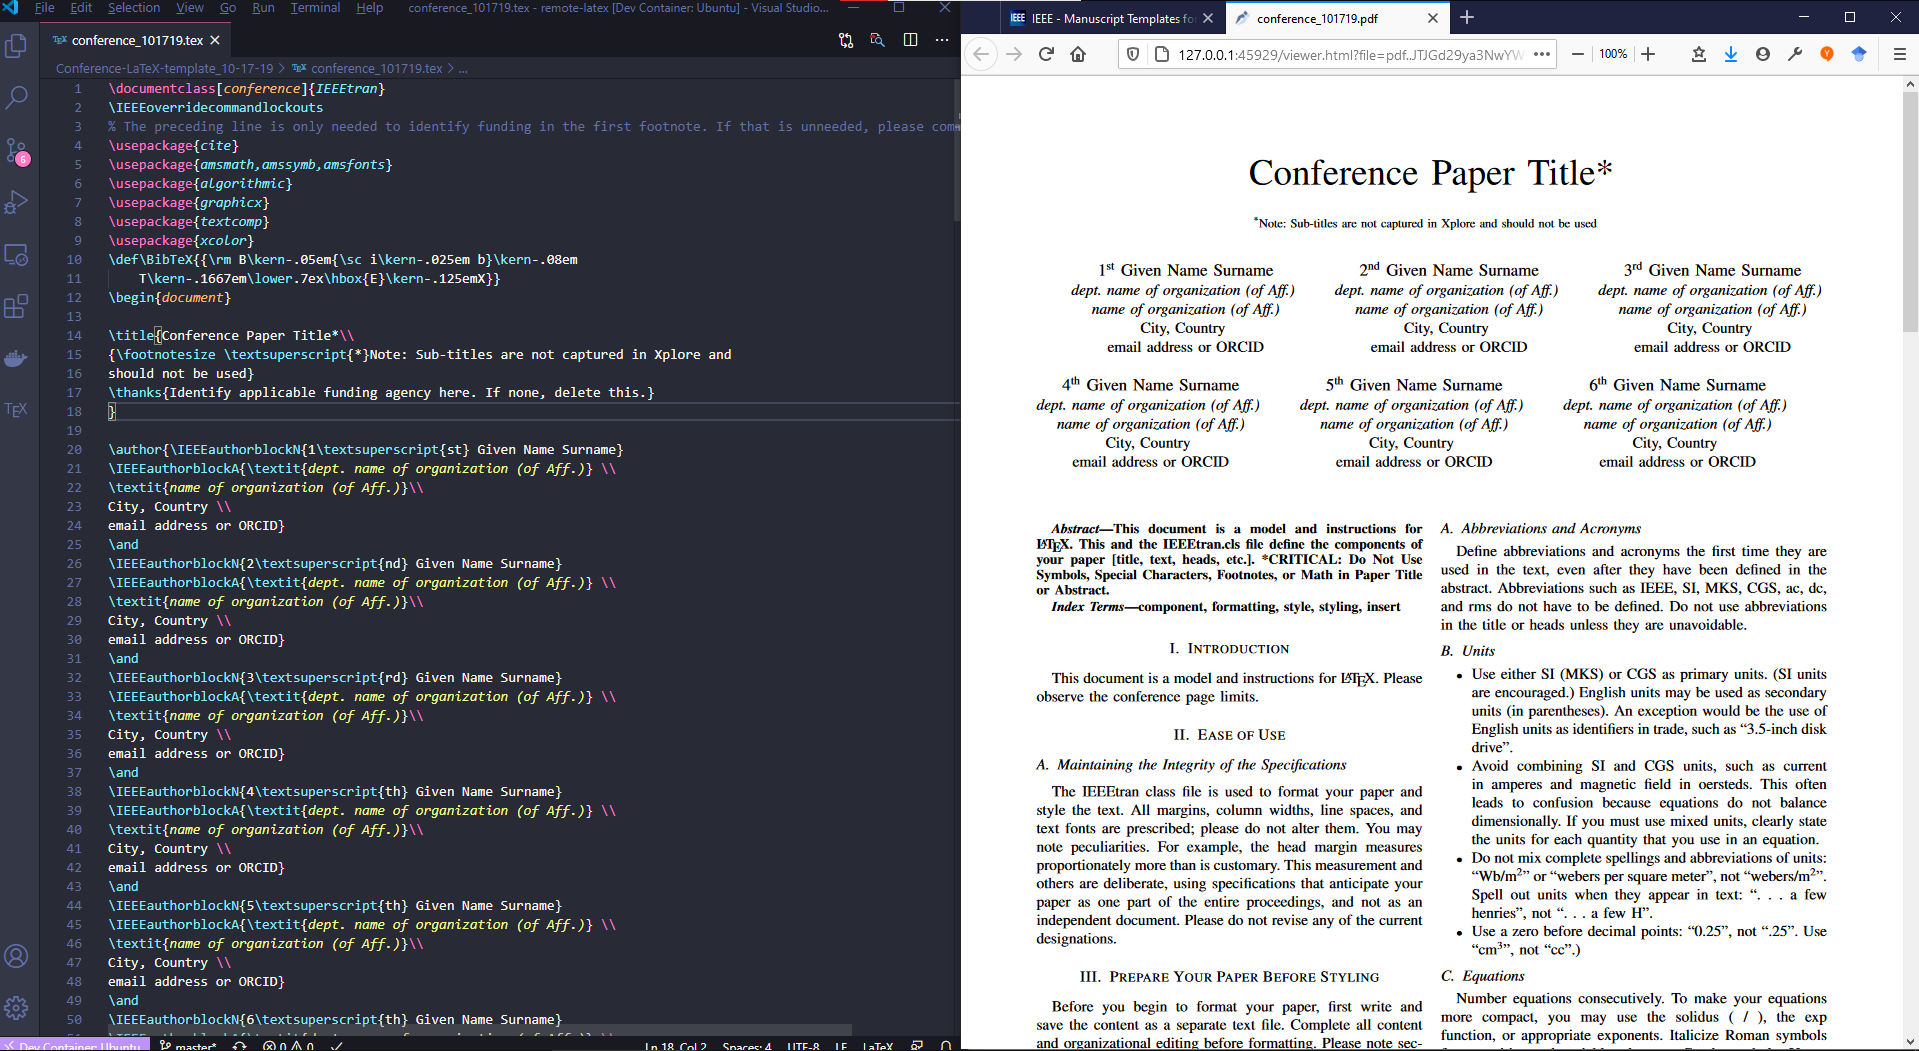 File Edit Selection View Go Run Terminal Help conference_101719.tex - remote-latex [Dev Container: Ubuntu] - Visual Studio...
TEX conference_101719.tex
Conference-LaTeX-template_10-17-19 > TEX conference_101719.tex > ...
1 \documentclass[conference]{IEEEtran}
2 \IEEEoverridecommandlockouts
3 % The preceding line is only needed to identify funding in the first footnote. If that is unneeded, please com
4 \usepackage{cite}
5 \usepackage{amsmath,amssymb,amsfonts}
6 \usepackage{algorithmic}
7 \usepackage{graphicx}
8 \usepackage{textcomp}
9 \usepackage{xcolor}
10 \def\BibTeX{{\rm B\kern-.05em{\sc i\kern-.025em b}\kern-.08em
11 T\kern-.1667em\lower.7ex\hbox{E}\kern-.125emX}}
12 \begin{document}
13
14 \title{Conference Paper Title*\\
15 {\footnotesize \textsuperscript{*}Note: Sub-titles are not captured in Xplore and
16 should not be used}
17 \thanks{Identify applicable funding agency here. If none, delete this.}
18 }
19
20 \author{\IEEEauthorblockN{1\textsuperscript{st} Given Name Surname}
21 \IEEEauthorblockA{\textit{dept. name of organization (of Aff.)} \\
22 \textit{name of organization (of Aff.)}\\
23 City, Country \\
24 email address or ORCID}
25 \and
26 \IEEEauthorblockN{2\textsuperscript{nd} Given Name Surname}
27 \IEEEauthorblockA{\textit{dept. name of organization (of Aff.)} \\
28 \textit{name of organization (of Aff.)}\\
29 City, Country \\
30 email address or ORCID}
31 \and
32 \IEEEauthorblockN{3\textsuperscript{rd} Given Name Surname}
33 \IEEEauthorblockA{\textit{dept. name of organization (of Aff.)} \\
34 \textit{name of organization (of Aff.)}\\
35 City, Country \\
36 email address or ORCID}
37 \and
38 \IEEEauthorblockN{4\textsuperscript{th} Given Name Surname}
39 \IEEEauthorblockA{\textit{dept. name of organization (of Aff.)} \\
40 \textit{name of organization (of Aff.)}\\
41 City, Country \\
42 email address or ORCID}
43 \and
44 \IEEEauthorblockN{5\textsuperscript{th} Given Name Surname}
45 \IEEEauthorblockA{\textit{dept. name of organization (of Aff.)} \\
46 \textit{name of organization (of Aff.)}\\
47 City, Country \\
48 email address or ORCID}
49 \and
50 \IEEEauthorblockN{6\textsuperscript{th} Given Name Surname}
6
TEX
Dev Container: Ubuntu master* 0 0 Ln 18, Col 2 Spaces: 4 UTF-8 LF LaTeX
IEEE IEEE - Manuscript Templates fo
conference_101719.pdf
127.0.0.1:45929/viewer.html?file=pdf..JTJGd29ya3NwYW 100%
Conference Paper Title*
*Note: Sub-titles are not captured in Xplore and should not be used
1st Given Name Surname
dept. name of organization (of Aff.)
name of organization (of Aff.)
City, Country
email address or ORCID
2nd Given Name Surname
dept. name of organization (of Aff.)
name of organization (of Aff.)
City, Country
email address or ORCID
3rd Given Name Surname
dept. name of organization (of Aff.)
name of organization (of Aff.)
City, Country
email address or ORCID
4th Given Name Surname
dept. name of organization (of Aff.)
name of organization (of Aff.)
City, Country
email address or ORCID
5th Given Name Surname
dept. name of organization (of Aff.)
name of organization (of Aff.)
City, Country
email address or ORCID
6th Given Name Surname
dept. name of organization (of Aff.)
name of organization (of Aff.)
City, Country
email address or ORCID
Abstract—This document is a model and instructions for
LATEX. This and the IEEEtran.cls file define the components of
your paper [title, text, heads, etc.]. *CRITICAL: Do Not Use
Symbols, Special Characters, Footnotes, or Math in Paper Title
or Abstract.
Index Terms—component, formatting, style, styling, insert
I. INTRODUCTION
This document is a model and instructions for LATEX. Please
observe the conference page limits.
II. EASE OF USE
A. Maintaining the Integrity of the Specifications
The IEEEtran class file is used to format your paper and
style the text. All margins, column widths, line spaces, and
text fonts are prescribed; please do not alter them. You may
note peculiarities. For example, the head margin measures
proportionately more than is customary. This measurement and
others are deliberate, using specifications that anticipate your
paper as one part of the entire proceedings, and not as an
independent document. Please do not revise any of the current
designations.
III. PREPARE YOUR PAPER BEFORE STYLING
Before you begin to format your paper, first write and
save the content as a separate text file. Complete all content
and organizational editing before formatting. Please note sec-
A. Abbreviations and Acronyms
Define abbreviations and acronyms the first time they are
used in the text, even after they have been defined in the
abstract. Abbreviations such as IEEE, SI, MKS, CGS, ac, dc,
and rms do not have to be defined. Do not use abbreviations
in the title or heads unless they are unavoidable.
B. Units
• Use either SI (MKS) or CGS as primary units. (SI units
are encouraged.) English units may be used as secondary
units (in parentheses). An exception would be the use of
English units as identifiers in trade, such as “3.5-inch disk
drive”.
• Avoid combining SI and CGS units, such as current
in amperes and magnetic field in oersteds. This often
leads to confusion because equations do not balance
dimensionally. If you must use mixed units, clearly state
the units for each quantity that you use in an equation.
• Do not mix complete spellings and abbreviations of units:
“Wb/m2” or “webers per square meter”, not “webers/m2”.
Spell out units when they appear in text: “. . . a few
henries”, not “. . . a few H”.
• Use a zero before decimal points: “0.25”, not “.25”. Use
“cm3”, not “cc”.)
C. Equations
Number equations consecutively. To make your equations
more compact, you may use the solidus ( / ), the exp
function, or appropriate exponents. Italicize Roman symbols